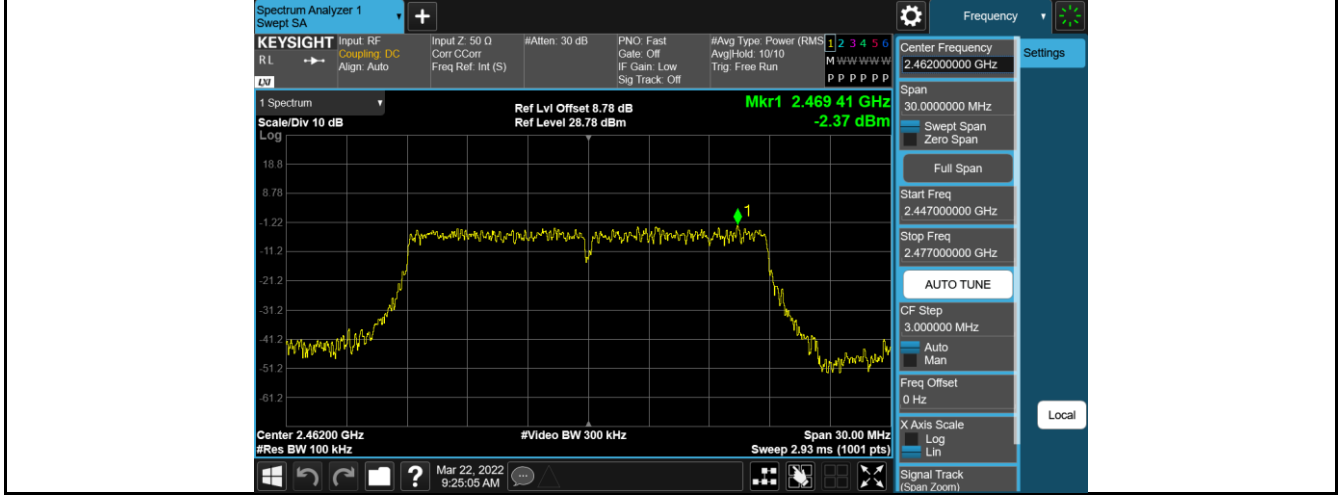 Spectrum Analyzer 1
Swept SA
Frequency
KEYSIGHT
RL
LXI
Input: RF
Coupling: DC
Align: Auto
Input Z: 50 Ω
Corr CCorr
Freq Ref: Int (S)
#Atten: 30 dB
PNO: Fast
Gate: Off
IF Gain: Low
Sig Track: Off
#Avg Type: Power (RMS
Avg|Hold: 10/10
Trig: Free Run
1 2 3 4 5 6
M W W W W W
P P P P P P
1 Spectrum
Scale/Div 10 dB
Ref Lvl Offset 8.78 dB
Ref Level 28.78 dBm
Mkr1 2.469 41 GHz
-2.37 dBm
Log
18.8
8.78
-1.22
-11.2
-21.2
-31.2
-41.2
-51.2
-61.2
1
Center 2.46200 GHz
#Res BW 100 kHz
#Video BW 300 kHz
Span 30.00 MHz
Sweep 2.93 ms (1001 pts)
Mar 22, 2022
9:25:05 AM
Center Frequency
2.462000000 GHz
Settings
Span
30.0000000 MHz
Swept Span
Zero Span
Full Span
Start Freq
2.447000000 GHz
Stop Freq
2.477000000 GHz
AUTO TUNE
CF Step
3.000000 MHz
Auto
Man
Freq Offset
0 Hz
Local
X Axis Scale
Log
Lin
Signal Track
(Span Zoom)